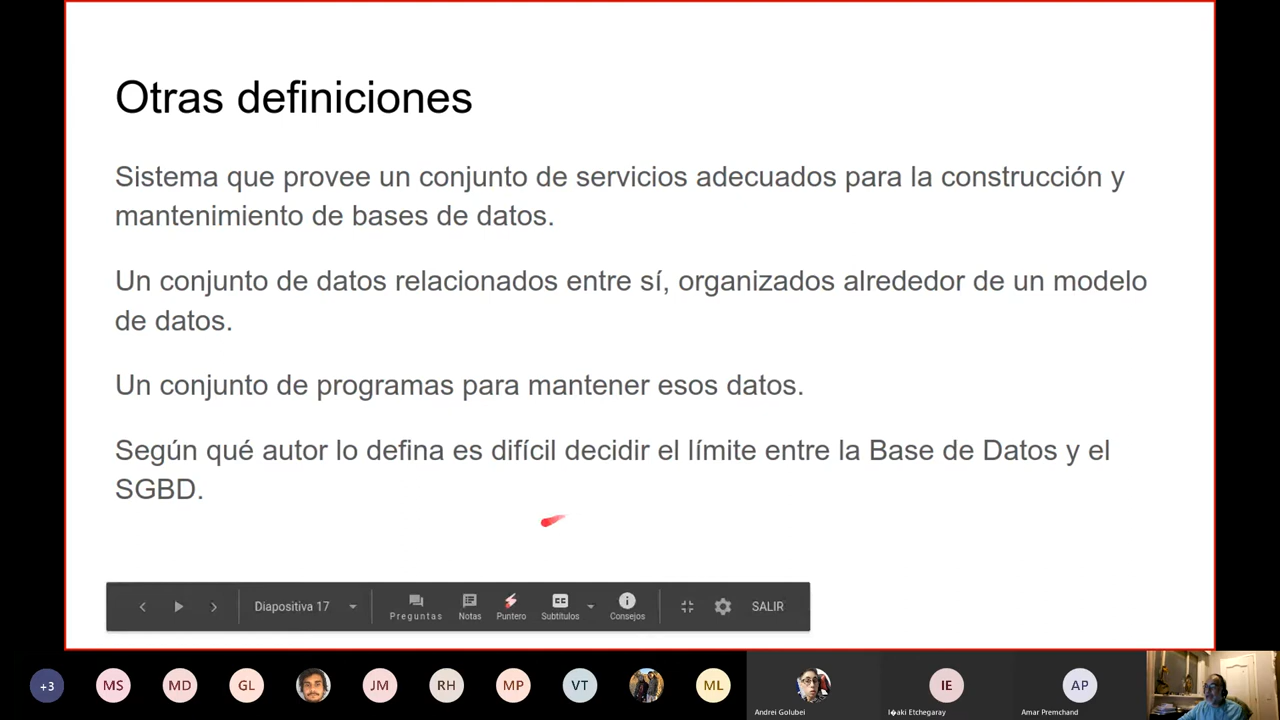 Otras definiciones
Sistema que provee un conjunto de servicios adecuados para la construcción y
mantenimiento de bases de datos.
Un conjunto de datos relacionados entre sí, organizados alrededor de un modelo
de datos.
Un conjunto de programas para mantener esos datos.
Según qué autor lo defina es difícil decidir el límite entre la Base de Datos y el
SGBD.
Diapositiva 17
Preguntas
Notas
Puntero
Subtítulos
Consejos
SALIR
+3
MS
MD
GL
JM
RH
MP
VT
ML
IE
AP
Andrei Golubei
I�aki Etchegaray
Amar Premchand